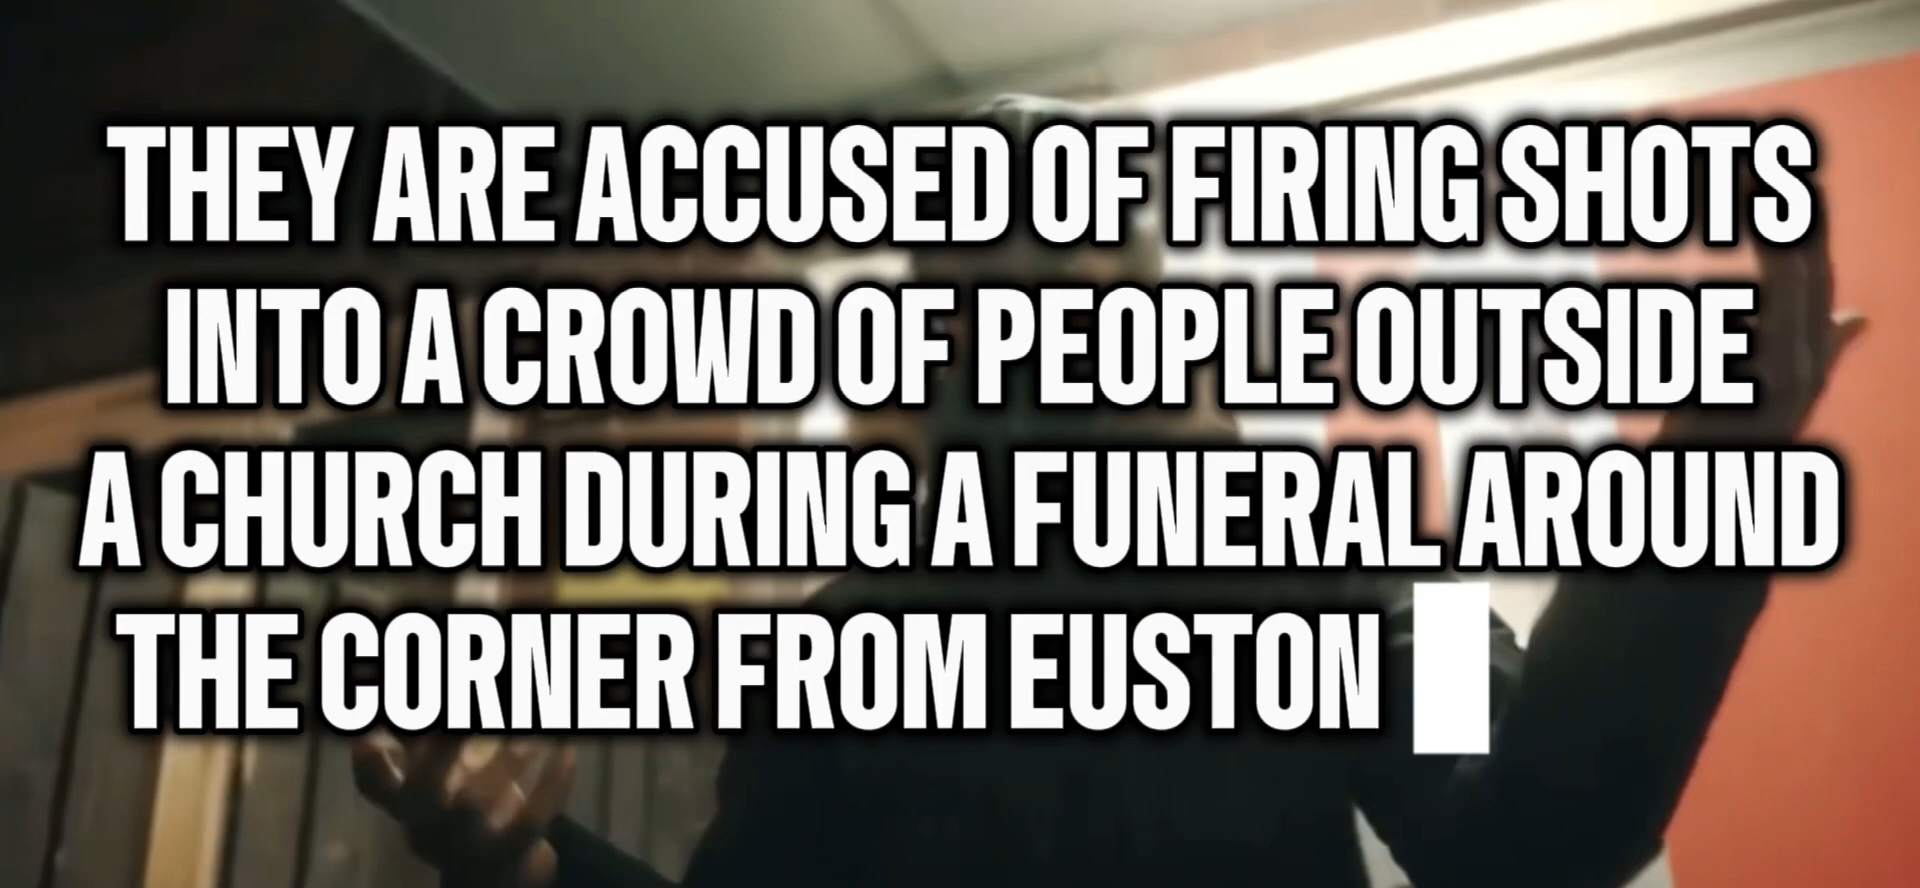 THEY ARE ACCUSED OF FIRING SHOTS
INTO A CROWD OF PEOPLE OUTSIDE
A CHURCH DURING A FUNERAL AROUND
THE CORNER FROM EUSTON